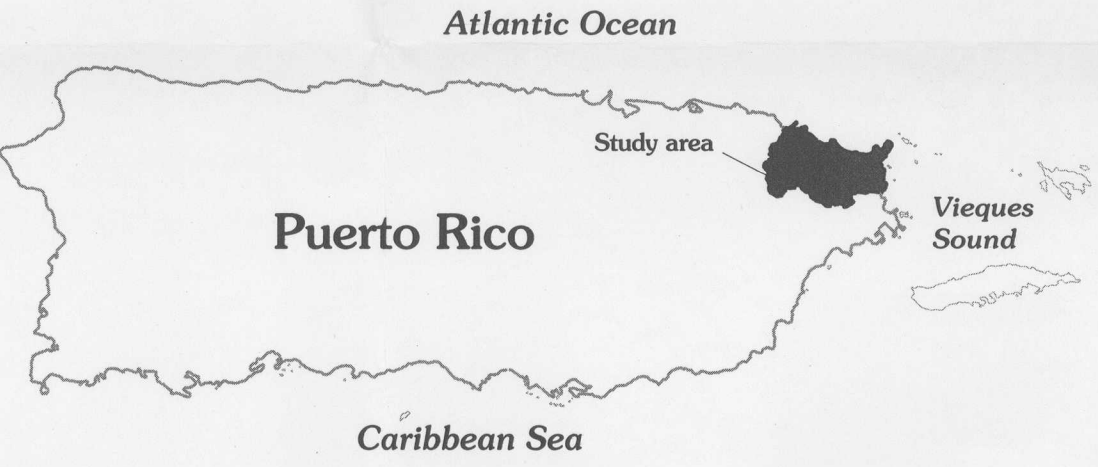 Atlantic Ocean
Study area
Puerto Rico
Vieques
Sound
Caribbean Sea